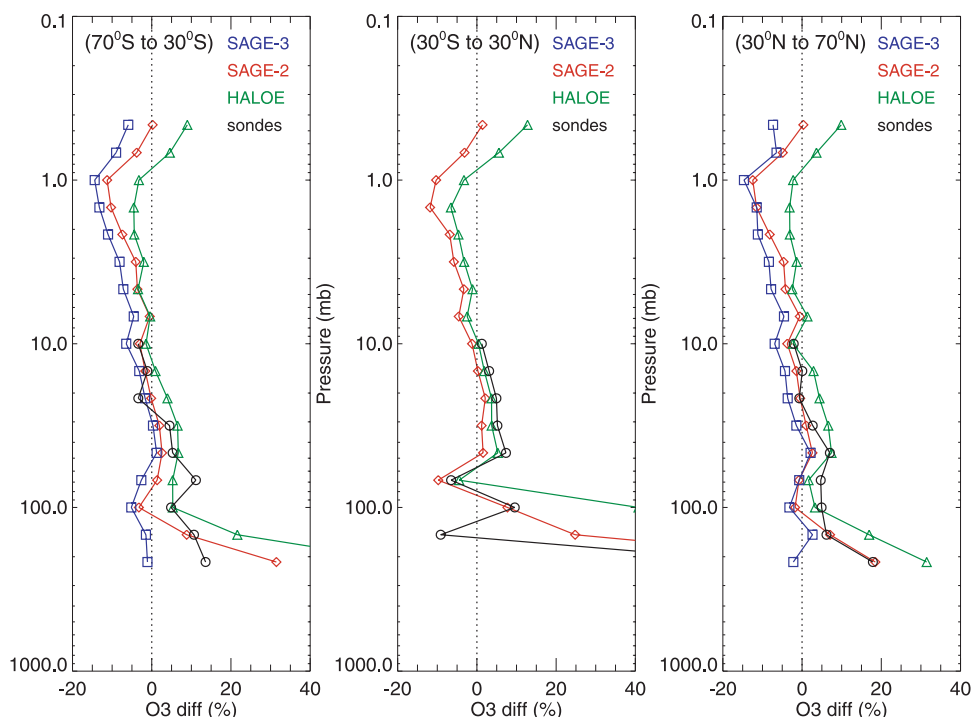 (70⁰S to 30⁰S)
SAGE-3
SAGE-2
HALOE
sondes
0.1
1.0
10.0
100.0
1000.0
-20
0
20
40
O3 diff (%)
(30⁰S to 30⁰N)
SAGE-3
SAGE-2
HALOE
sondes
Pressure (mb)
0.1
1.0
10.0
100.0
1000.0
-20
0
20
40
O3 diff (%)
(30⁰N to 70⁰N)
SAGE-3
SAGE-2
HALOE
sondes
Pressure (mb)
0.1
1.0
10.0
100.0
1000.0
-20
0
20
40
O3 diff (%)